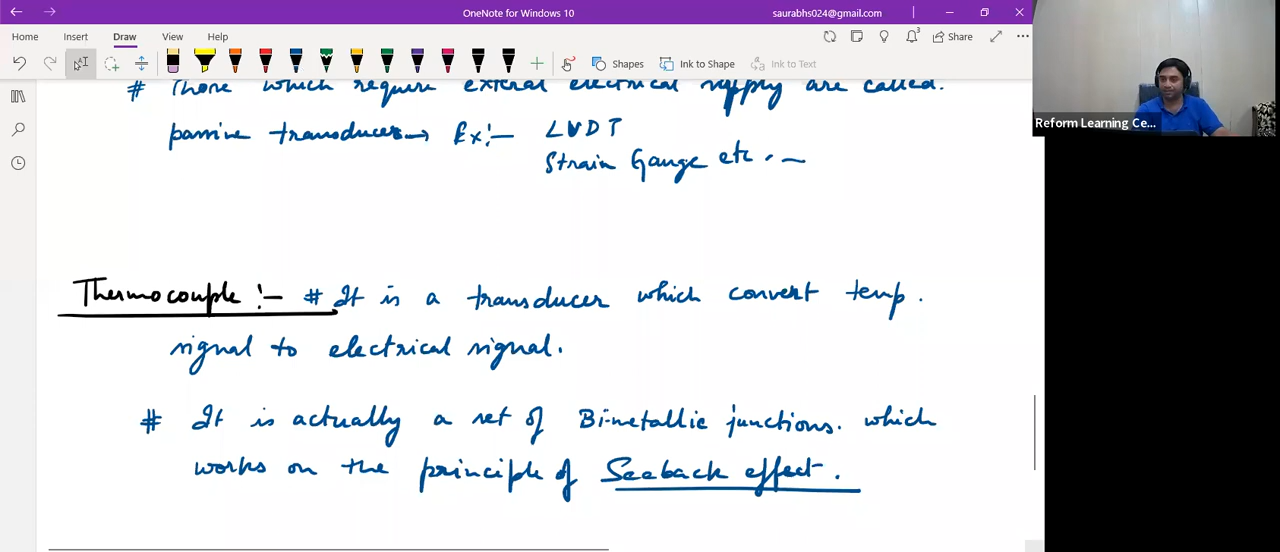 OneNote for Windows 10
saurabhs024@gmail.com
Home Insert Draw View Help
3 Share
Shapes Ink to Shape Ink to Text
# Those which require exteral electrical supply are called.
passive transducer → Ex:- LVDT
Strain Gauge etc. —
Reform Learning Ce...
Thermocouple :- # It is a transducer which convert temp.
signal to electrical signal.
# It is actually a set of Bi-metallic junctions. which
works on the principle of Seeback effect.